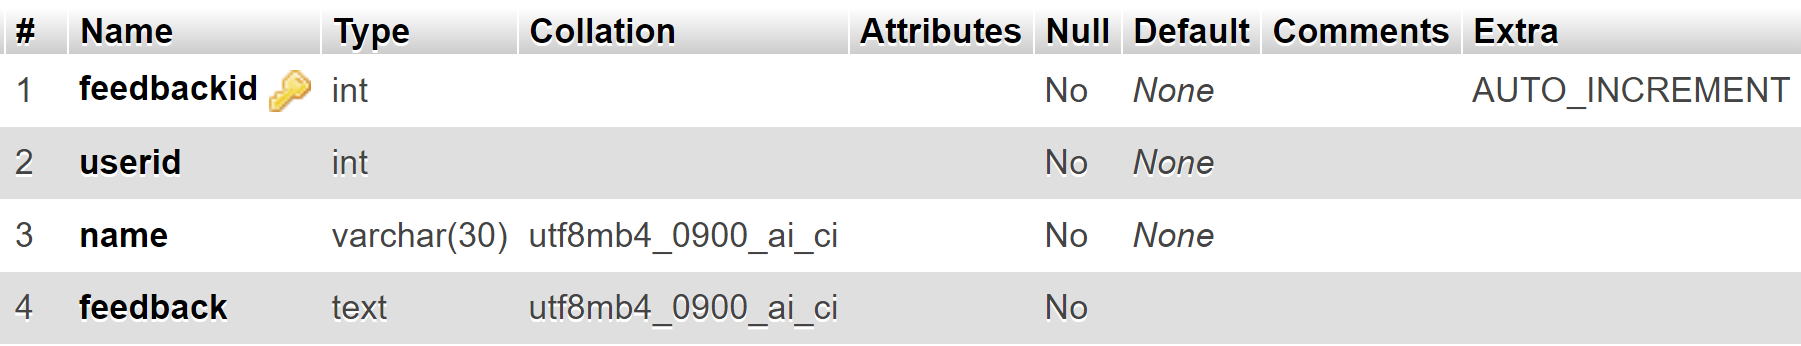 # Name Type Collation Attributes Null Default Comments Extra
1 feedbackid int No None AUTO_INCREMENT
2 userid int No None
3 name varchar(30) utf8mb4_0900_ai_ci No None
4 feedback text utf8mb4_0900_ai_ci No